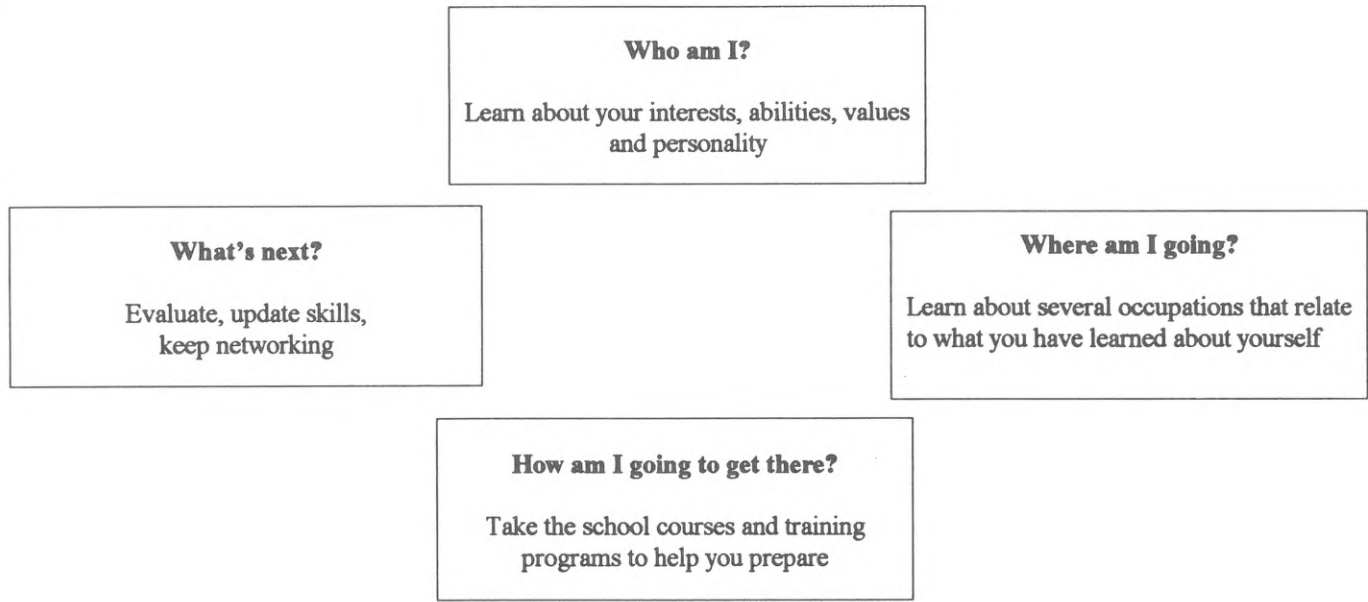 Who am I?
Learn about your interests, abilities, values
and personality
What's next?
Evaluate, update skills,
keep networking
Where am I going?
Learn about several occupations that relate
to what you have learned about yourself
How am I going to get there?
Take the school courses and training
programs to help you prepare